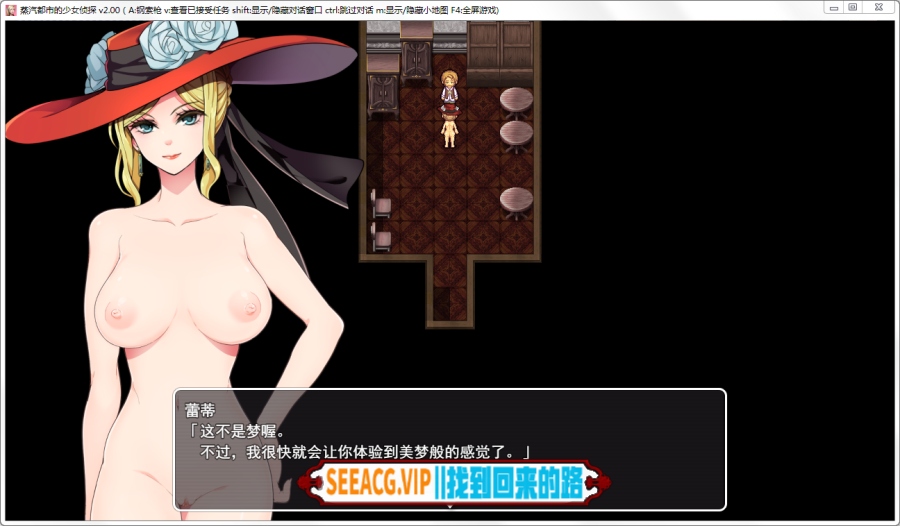 蒸汽都市的少女侦探 v2.00 ( A:钢索枪 v:查看已接受任务 shift:显示/隐藏对话窗口 ctrl:跳过对话 m:显示/隐藏小地图 F4:全屏游戏)
蕾蒂
「这不是梦喔。
不过，我很快就会让你体验到美梦般的感觉了。」
SEEACG.VIP||找到回来的路